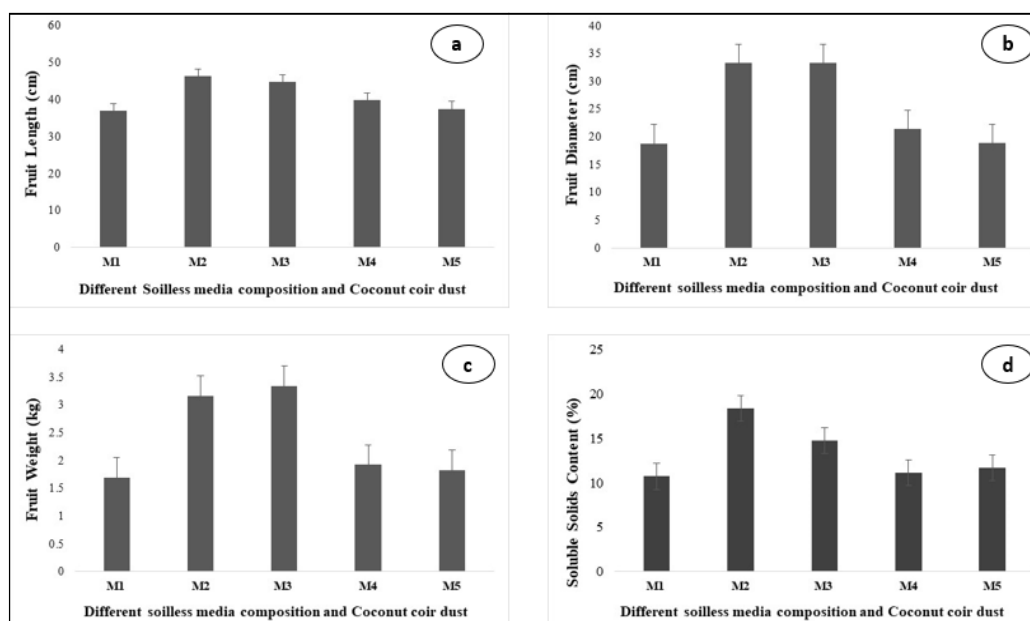 a
Fruit Length (cm)
60
50
40
30
20
10
0
M1 M2 M3 M4 M5
Different Soilless media composition and Coconut coir dust
b
Fruit Diameter (cm)
40
35
30
25
20
15
10
5
0
M1 M2 M3 M4 M5
Different soilless media composition and Coconut coir dust
c
Fruit Weight (kg)
4
3.5
3
2.5
2
1.5
1
0.5
0
M1 M2 M3 M4 M5
Different soilless media composition and Coconut coir dust
d
Soluble Solids Content (%)
25
20
15
10
5
0
M1 M2 M3 M4 M5
Different soilless media composition and Coconut coir dust